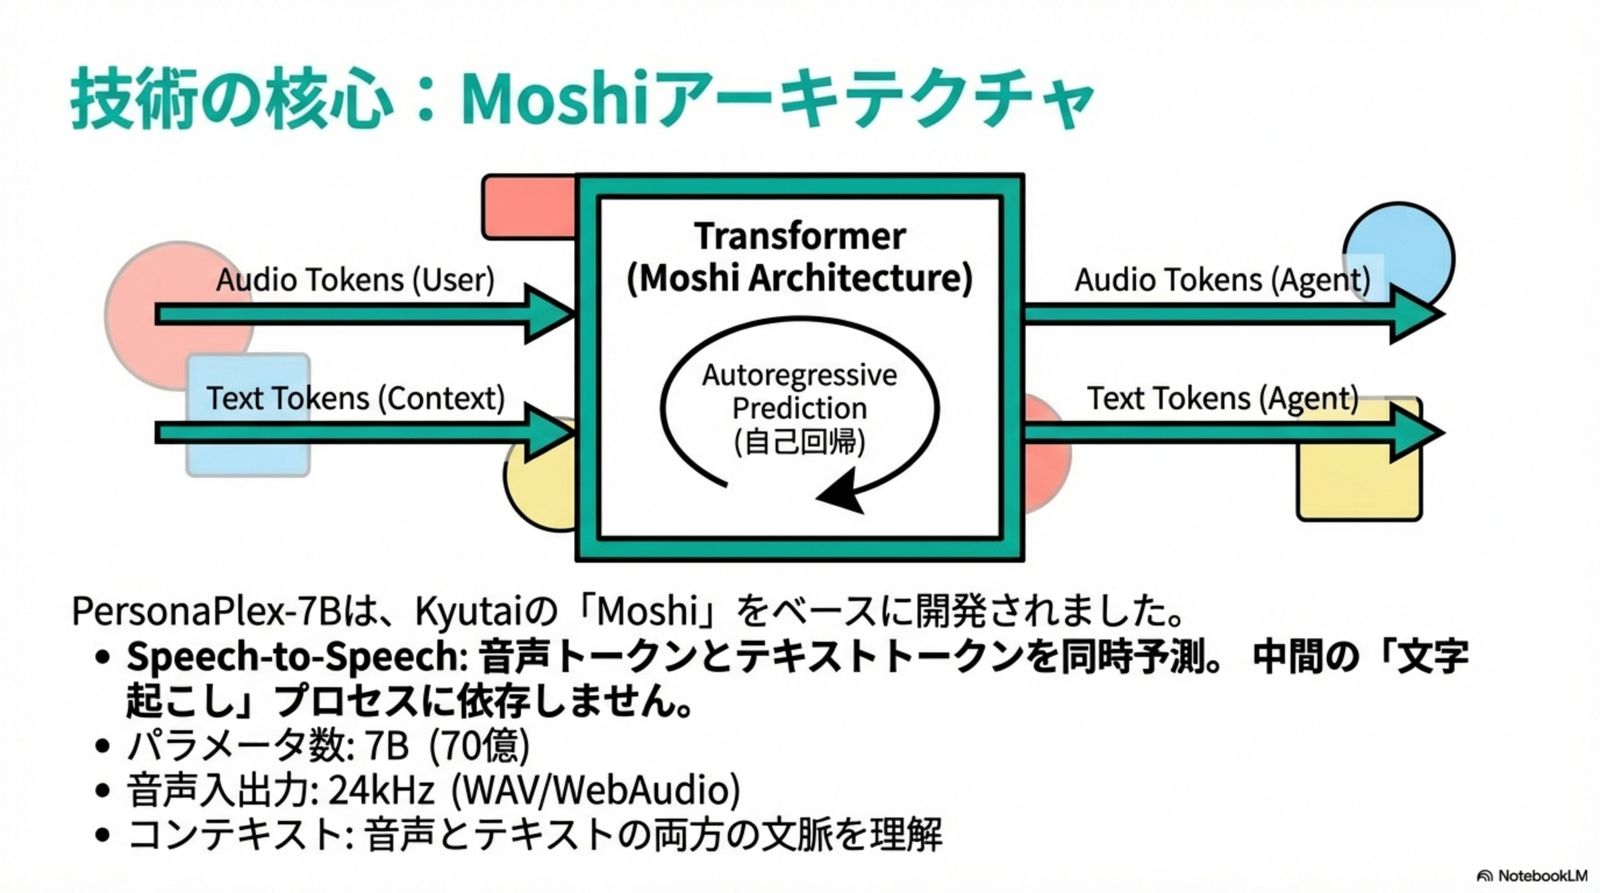 技術の核心：Moshiアーキテクチャ
Transformer
(Moshi Architecture)
Audio Tokens (User)
Audio Tokens (Agent)
Text Tokens (Context)
Text Tokens (Agent)
Autoregressive
Prediction
(自己回帰)
PersonaPlex-7Bは、Kyutaiの「Moshi」をベースに開発されました。
• Speech-to-Speech: 音声トークンとテキストトークンを同時予測。 中間の「文字
起こし」プロセスに依存しません。
• パラメータ数: 7B (70億)
• 音声入出力: 24kHz (WAV/WebAudio)
• コンテキスト: 音声とテキストの両方の文脈を理解
NotebookLM